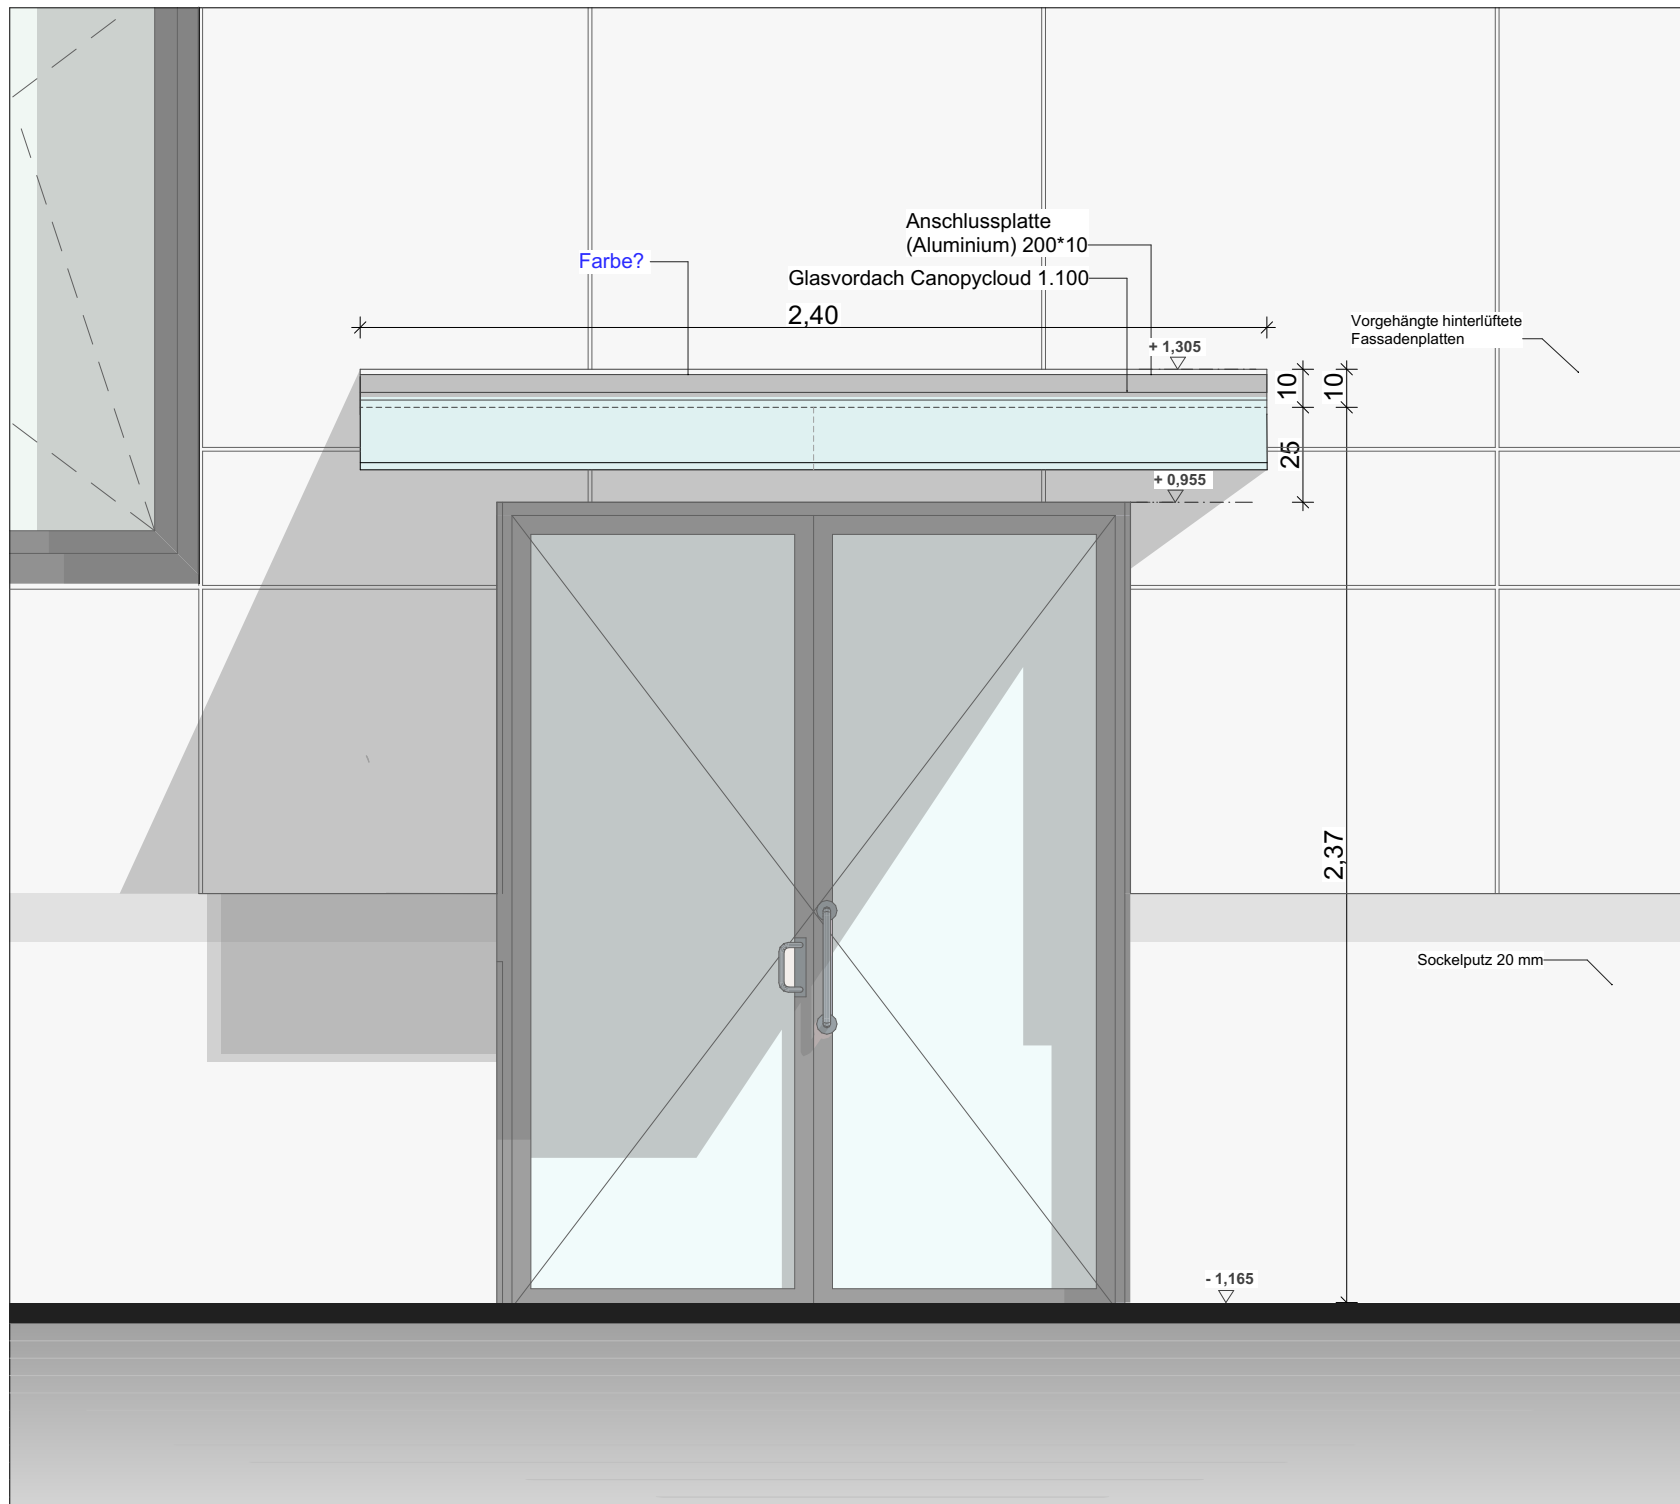 Anschlussplatte
(Aluminium) 200*10
Farbe?
Glasvordach Canopycloud 1.100
2,40
Vorgehängte hinterlüftete
Fassadenplatten
+ 1,305
10
10
25
+ 0,955
2,37
Sockelputz 20 mm
- 1,165